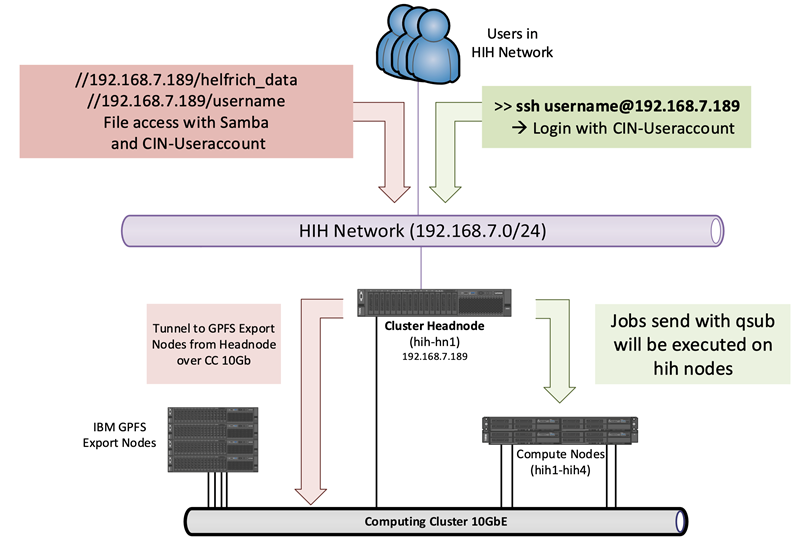 Users in
HIH Network
//192.168.7.189/helfrich_data
//192.168.7.189/username
File access with Samba
and CIN-Useraccount
>> ssh username@192.168.7.189
→ Login with CIN-Useraccount
HIH Network (192.168.7.0/24)
Tunnel to GPFS Export
Nodes from Headnode
over CC 10Gb
Cluster Headnode
(hih-hn1)
192.168.7.189
Jobs send with qsub
will be executed on
hih nodes
IBM GPFS
Export Nodes
Compute Nodes
(hih1-hih4)
Computing Cluster 10GbE